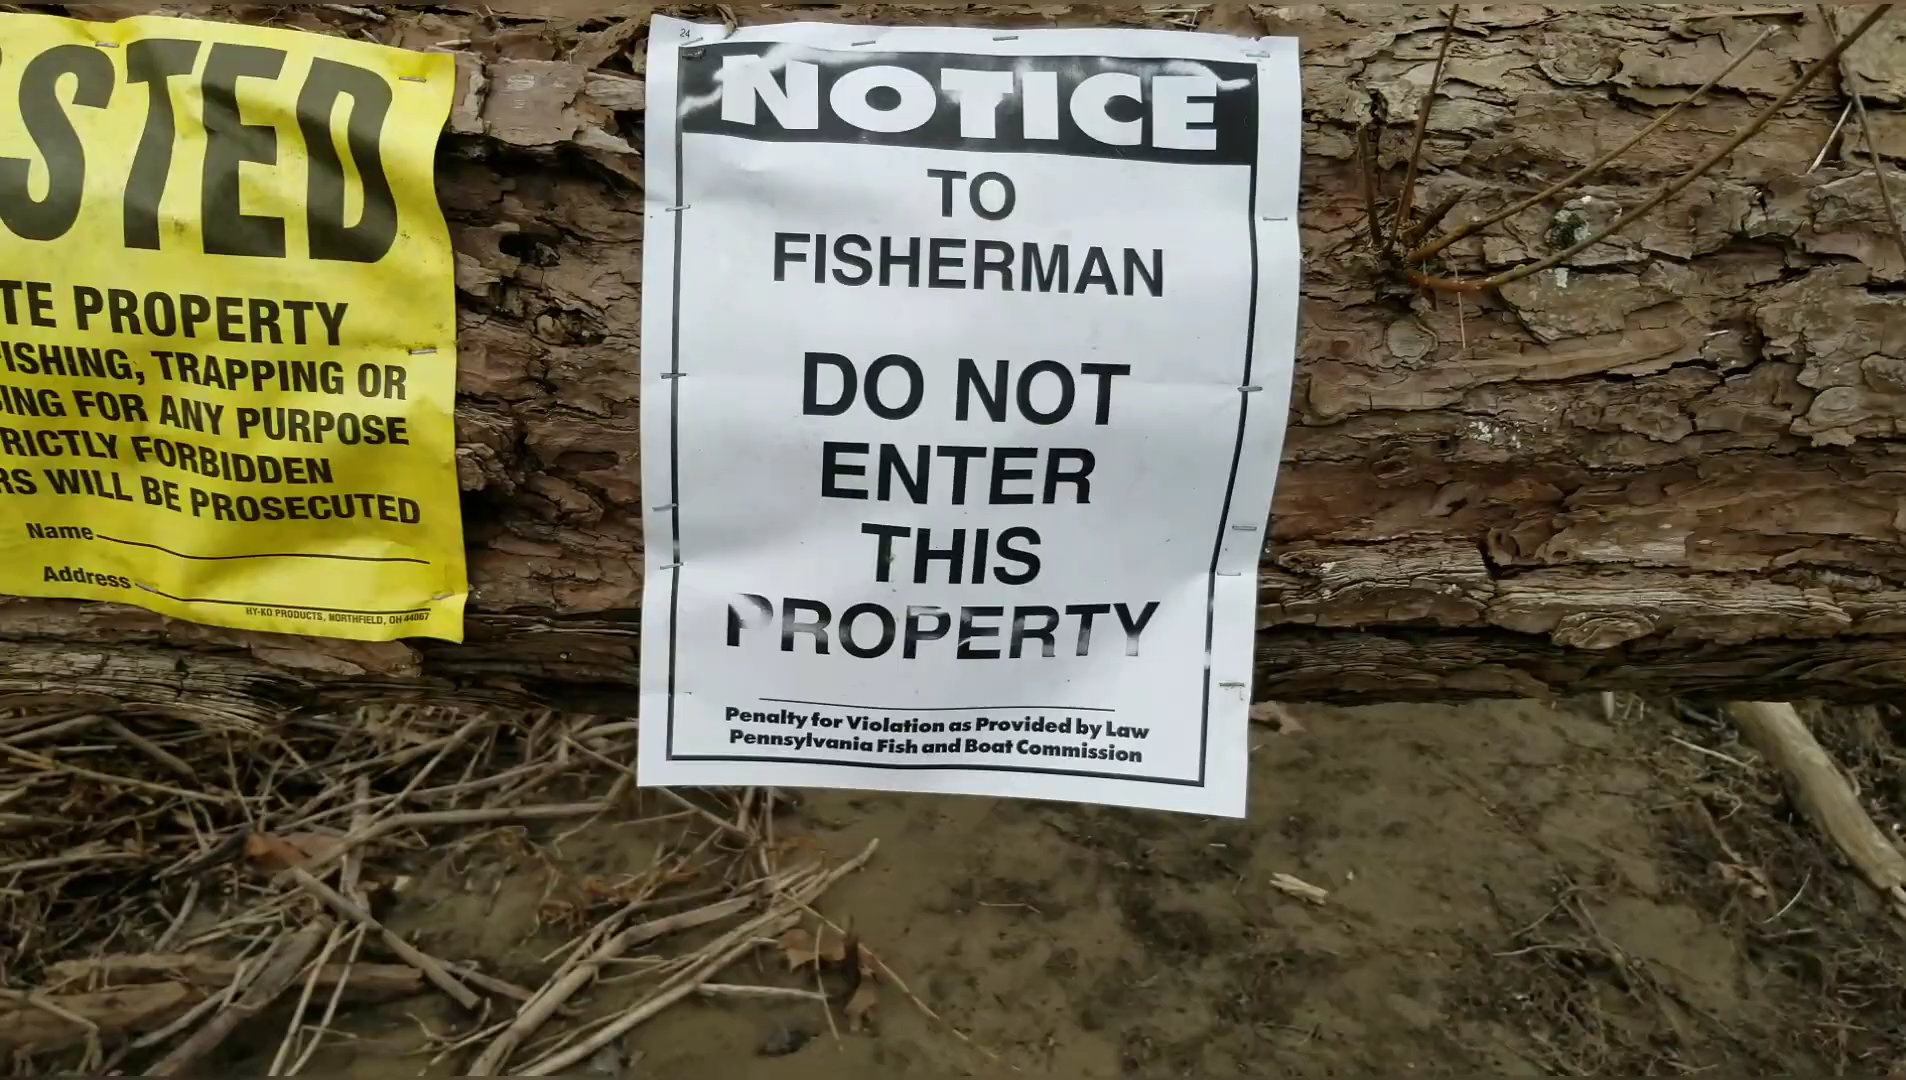 STED
TE PROPERTY
FISHING, TRAPPING OR
ING FOR ANY PURPOSE
RICTLY FORBIDDEN
RS WILL BE PROSECUTED
Name
Address
HY-KO PRODUCTS, NORTHFIELD, OH 44067
24
NOTICE
TO
FISHERMAN
DO NOT
ENTER
THIS
PROPERTY
Penalty for Violation as Provided by Law
Pennsylvania Fish and Boat Commission